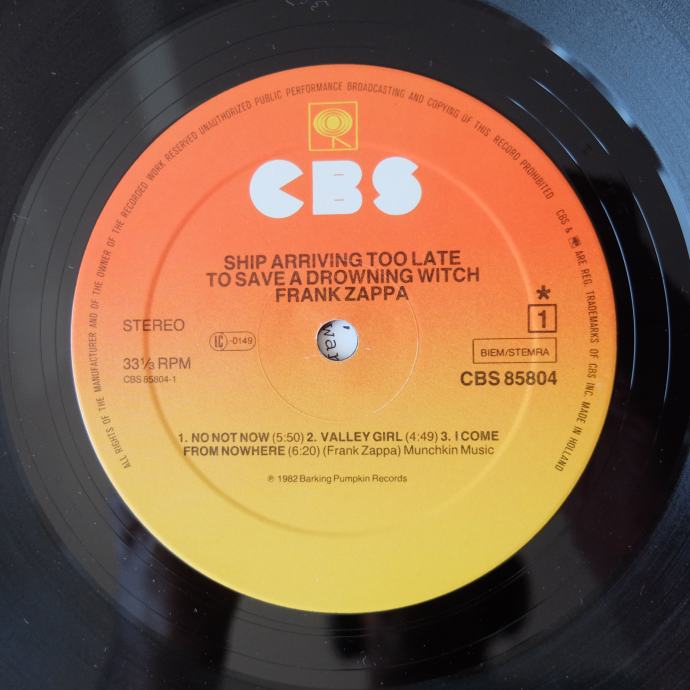 ALL RIGHTS OF THE MANUFACTURER AND OF THE OWNER OF THE RECORDED WORK RESERVED UNAUTHORIZED PUBLIC PERFORMANCE BROADCASTING AND COPYING OF THIS RECORD PROHIBITED
CBS & ARE REG. TRADEMARKS OF CBS INC. MADE IN HOLLAND
CBS
SHIP ARRIVING TOO LATE
TO SAVE A DROWNING WITCH
FRANK ZAPPA
STEREO
LC -0149
33⅓ RPM
CBS 85804-1
*
1
BIEM/STEMRA
CBS 85804
1. NO NOT NOW (5:50) 2. VALLEY GIRL (4:49) 3. I COME
FROM NOWHERE (6:20) (Frank Zappa) Munchkin Music
℗ 1982 Barking Pumpkin Records